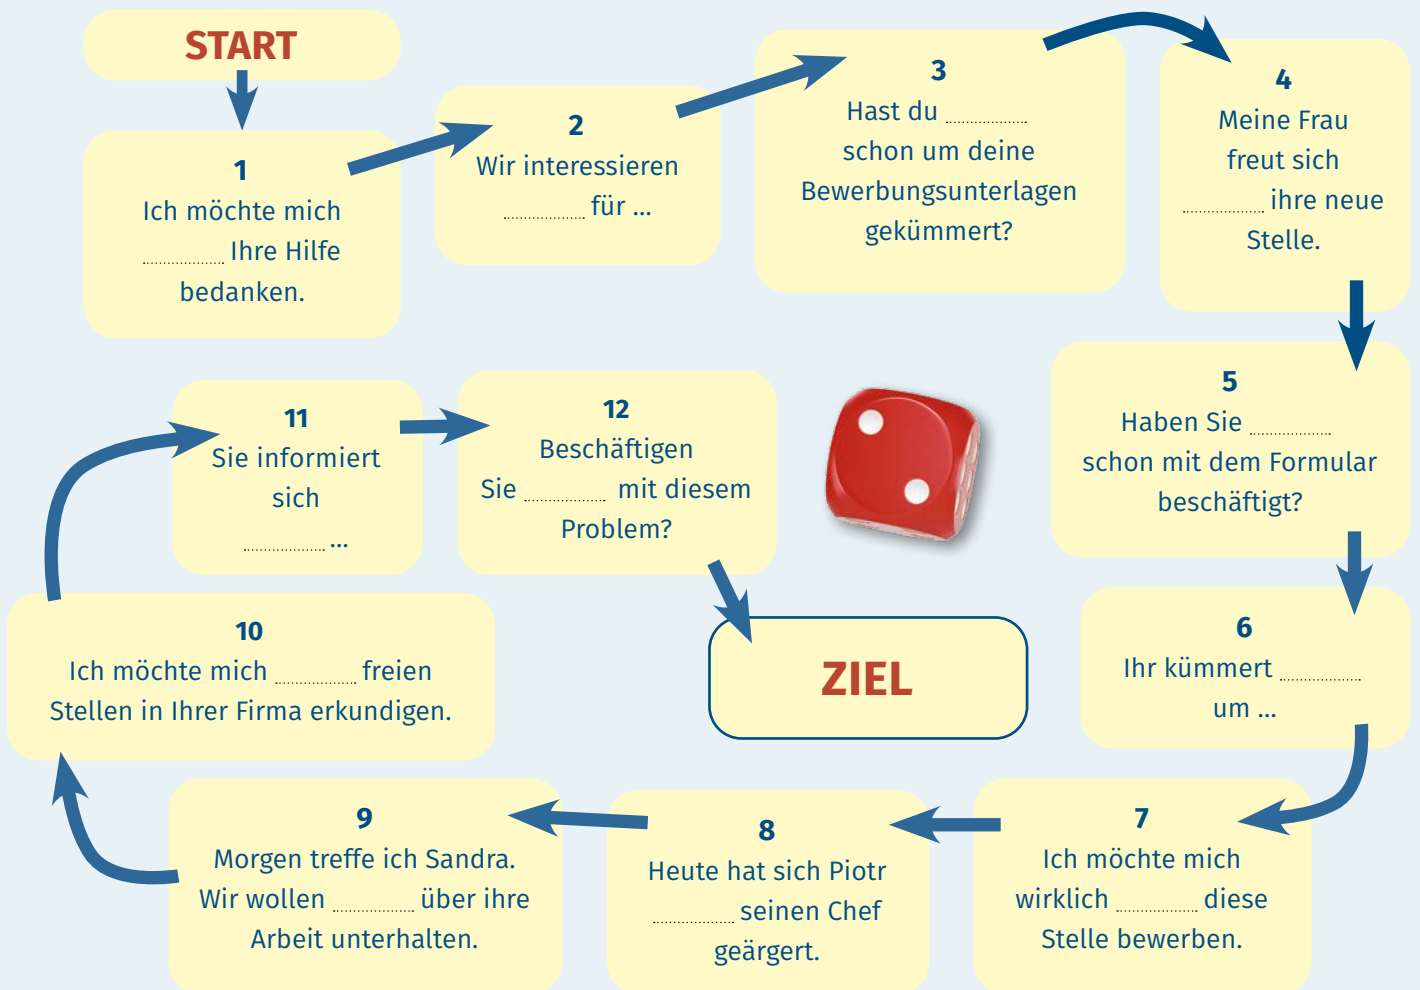 START
1
Ich möchte mich
............... Ihre Hilfe
bedanken.
2
Wir interessieren
............... für ...
3
Hast du ...............
schon um deine
Bewerbungsunterlagen
gekümmert?
4
Meine Frau
freut sich
............... ihre neue
Stelle.
5
Haben Sie ...............
schon mit dem Formular
beschäftigt?
6
Ihr kümmert ...............
um ...
7
Ich möchte mich
wirklich ............... diese
Stelle bewerben.
8
Heute hat sich Piotr
............... seinen Chef
geärgert.
9
Morgen treffe ich Sandra.
Wir wollen ............... über ihre
Arbeit unterhalten.
10
Ich möchte mich ............... freien
Stellen in Ihrer Firma erkundigen.
11
Sie informiert
sich
............... ...
12
Beschäftigen
Sie ............... mit diesem
Problem?
ZIEL